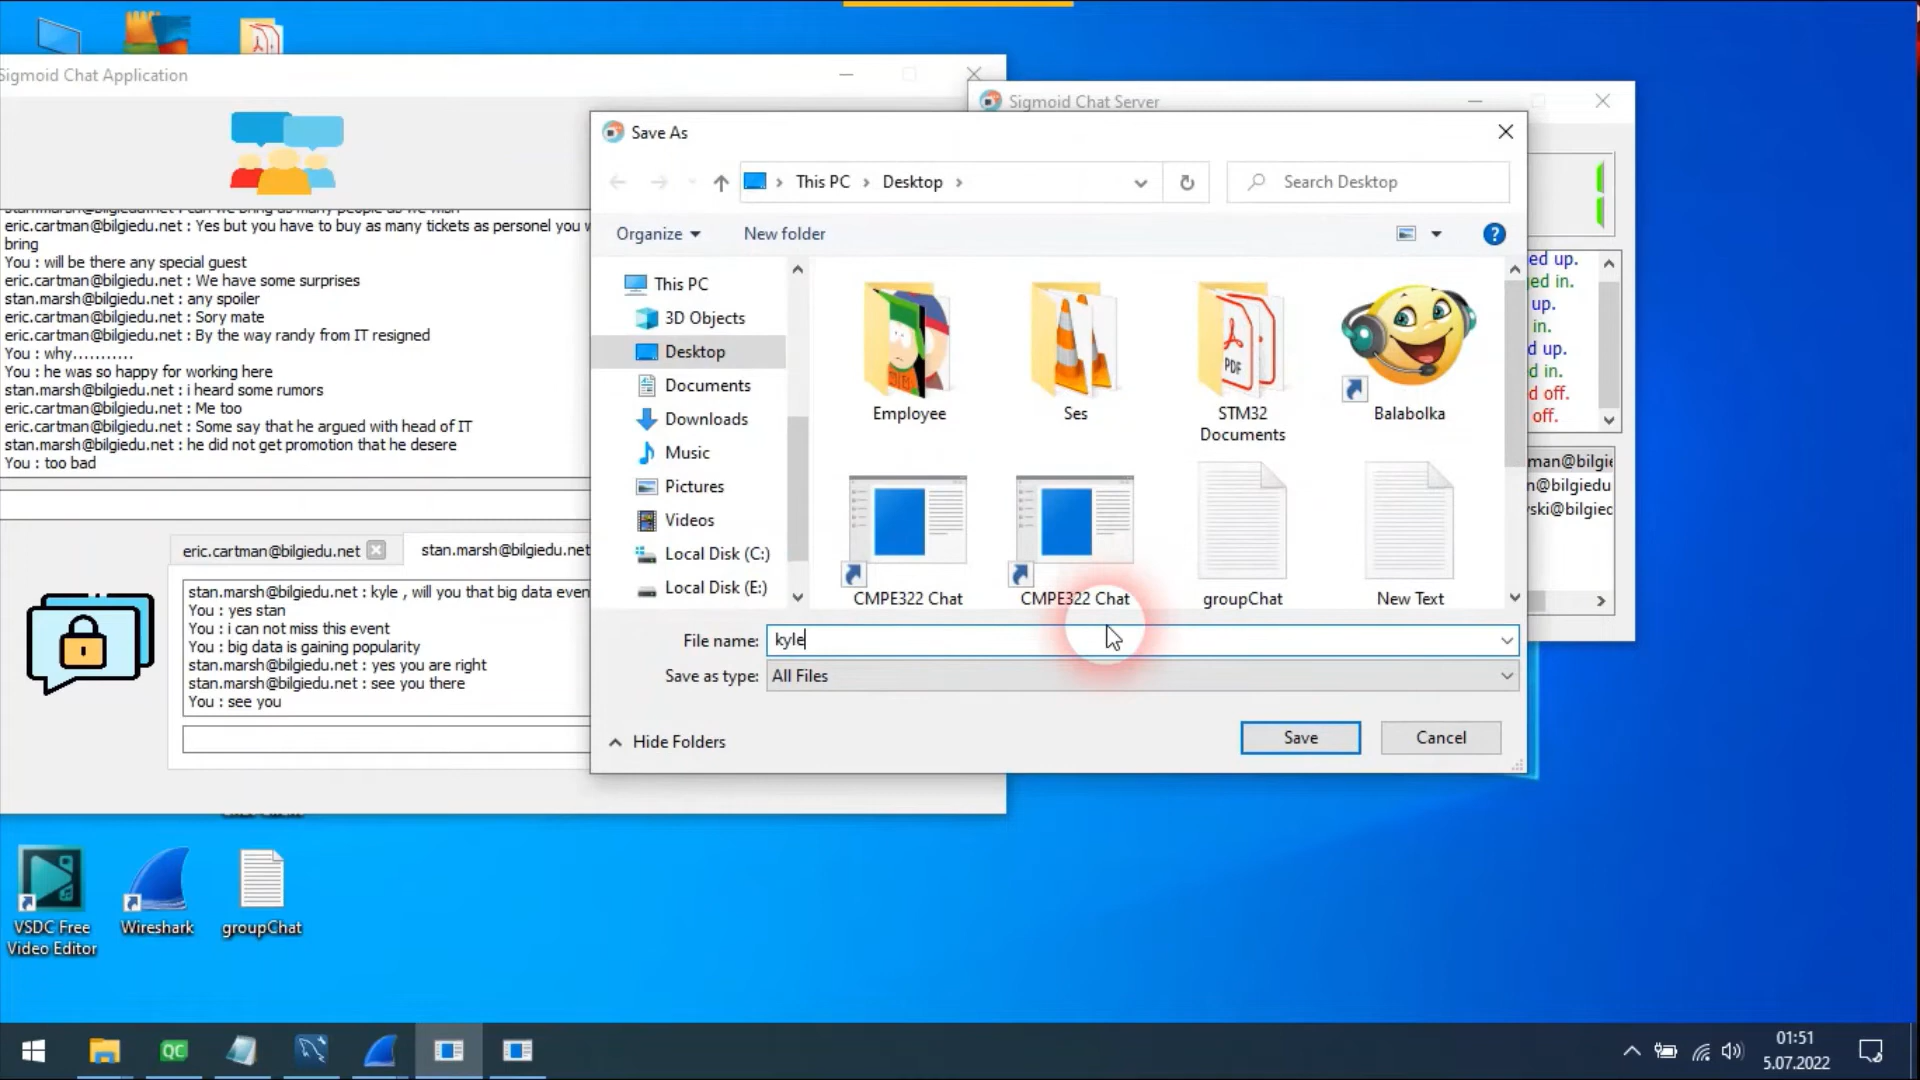 Sigmoid Chat Application
eric.cartman@bilgiedu.net : Yes but you have to buy as many tickets as personel you
bring
You : will be there any special guest
eric.cartman@bilgiedu.net : We have some surprises
stan.marsh@bilgiedu.net : any spoiler
eric.cartman@bilgiedu.net : Sory mate
eric.cartman@bilgiedu.net : By the way randy from IT resigned
You : why...........
You : he was so happy for working here
stan.marsh@bilgiedu.net : i heard some rumors
eric.cartman@bilgiedu.net : Me too
eric.cartman@bilgiedu.net : Some say that he argued with head of IT
stan.marsh@bilgiedu.net : he did not get promotion that he desere
You : too bad
eric.cartman@bilgiedu.net
stan.marsh@bilgiedu.net
stan.marsh@bilgiedu.net : kyle , will you that big data even
You : yes stan
You : i can not miss this event
You : big data is gaining popularity
stan.marsh@bilgiedu.net : yes you are right
stan.marsh@bilgiedu.net : see you there
You : see you
Sigmoid Chat Server
ed up.
ged in.
up.
in.
d up.
d in.
d off.
off.
man@bilgie
n@bilgiedu
vski@bilgiec
Save As
This PC
Desktop
Search Desktop
Organize
New folder
This PC
3D Objects
Desktop
Documents
Downloads
Music
Pictures
Videos
Local Disk (C:)
Local Disk (E:)
Employee
Ses
STM32
Documents
PDF
Balabolka
CMPE322 Chat
CMPE322 Chat
groupChat
New Text
File name:
kyle
Save as type:
All Files
Hide Folders
Save
Cancel
VSDC Free
Video Editor
Wireshark
groupChat
QC
01:51
5.07.2022